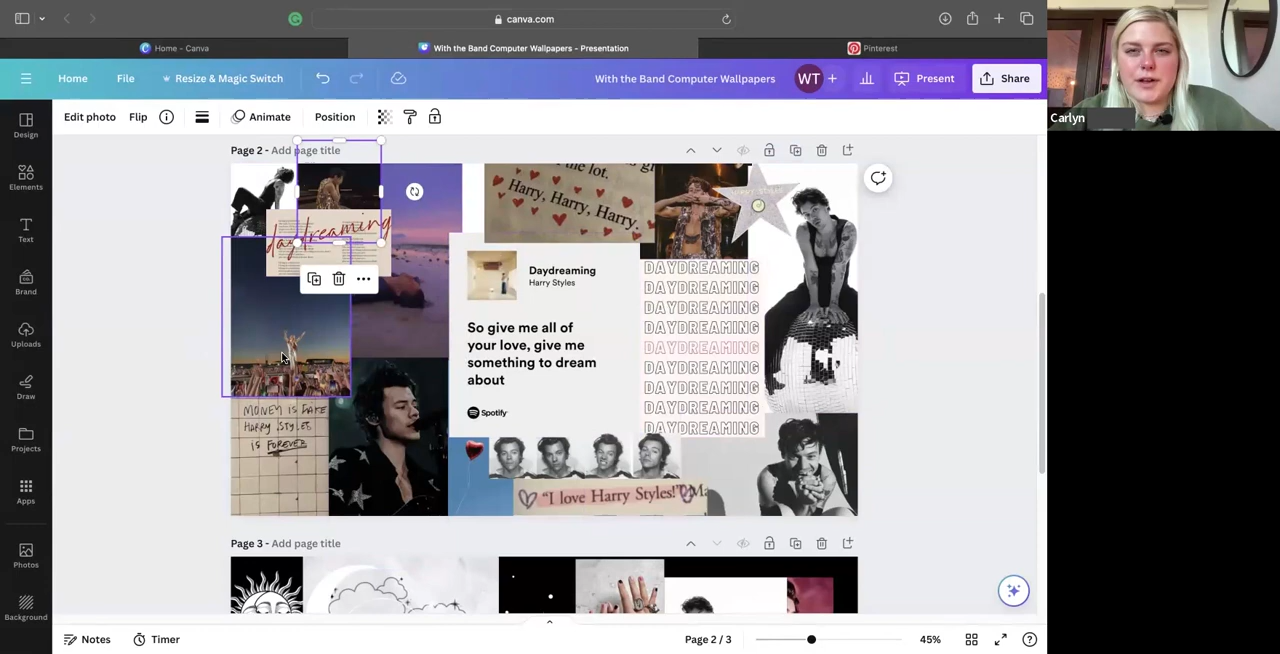 canva.com
Home - Canva
With the Band Computer Wallpapers - Presentation
Pinterest
Home
File
Resize & Magic Switch
With the Band Computer Wallpapers
WT
Present
Share
Carlyn
Edit photo
Flip
Animate
Position
Design
Elements
Text
Brand
Uploads
Draw
Projects
Apps
Photos
Background
Page 2 - Add page title
the lot.
Harry, Harry, Harry.
daydreaming
Daydreaming
Harry Styles
So give me all of
your love, give me
something to dream
about
Spotify
DAYDREAMING
DAYDREAMING
DAYDREAMING
DAYDREAMING
DAYDREAMING
DAYDREAMING
DAYDREAMING
DAYDREAMING
DAYDREAMING
HARRY STYLES
IS FOREVER
"I love Harry Styles!"
Page 3 - Add page title
Notes
Timer
Page 2 / 3
45%